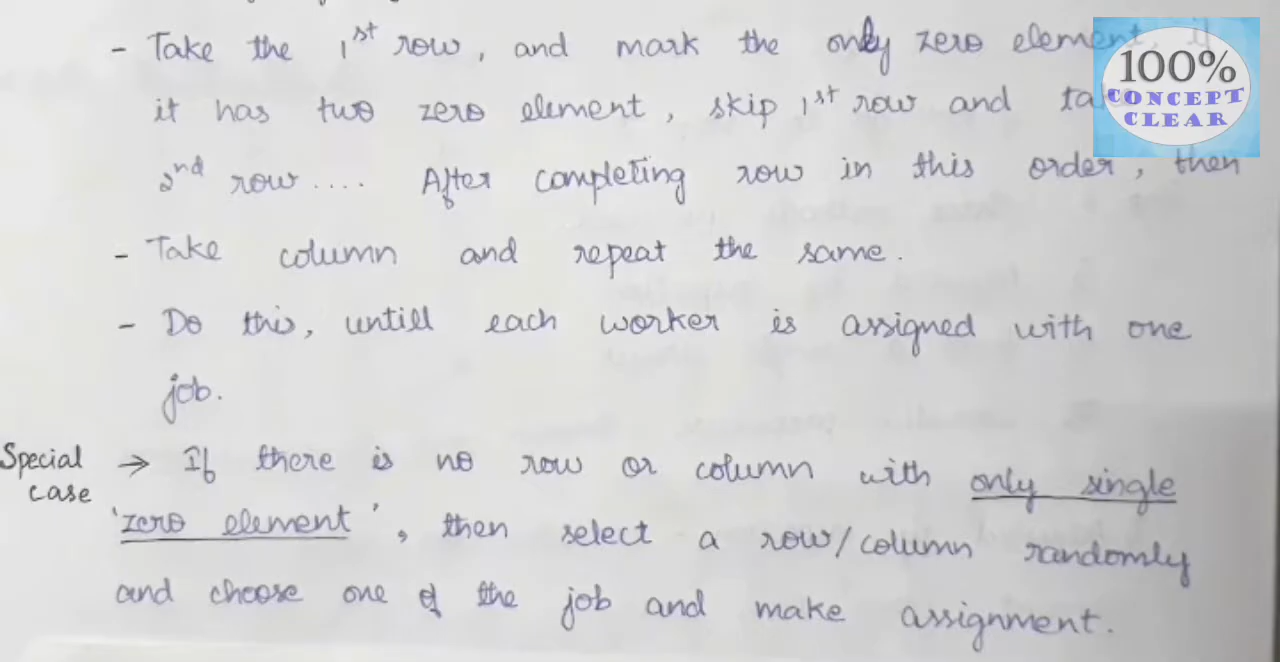 - Take the 1st row, and mark the only zero element, if
it has two zero element, skip 1st row and
2nd row.... After completing row in this order, then
- Take column and repeat the same.
- Do this, untill each worker is assigned with one
job.
Special case → If there is no row or column with only single
'zero element', then select a row/column randomly
and choose one of the job and make assignment.
100%
CONCEPT
CLEAR